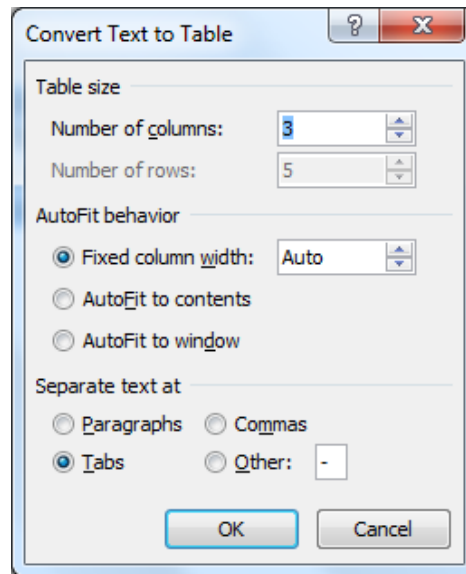 Convert Text to Table
Table size
Number of columns: 3
Number of rows: 5
AutoFit behavior
Fixed column width: Auto
AutoFit to contents
AutoFit to window
Separate text at
Paragraphs Commas
Tabs Other: -
OK Cancel